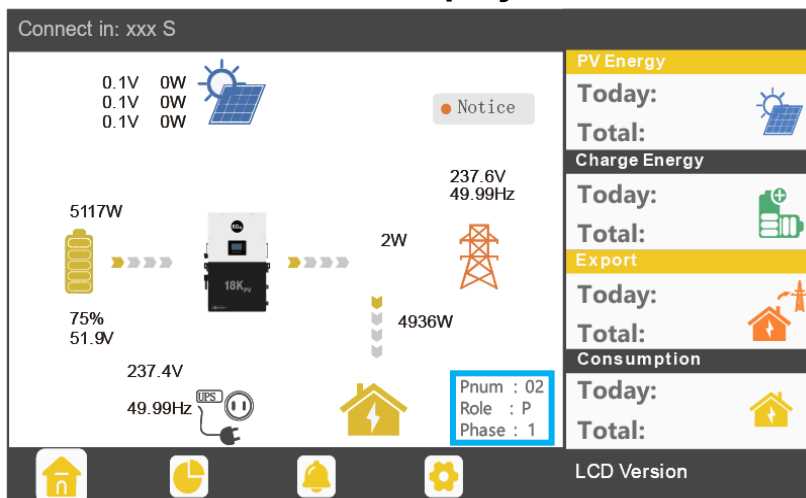 Connect in: xxx S
0.1V 0W
0.1V 0W
0.1V 0W
Notice
237.6V
49.99Hz
5117W
2W
18Kpv
75%
51.9V
4936W
237.4V
49.99Hz
UPS
Pnum : 02
Role : P
Phase : 1
PV Energy
Today:
Total:
Charge Energy
Today:
Total:
Export
Today:
Total:
Consumption
Today:
Total:
LCD Version